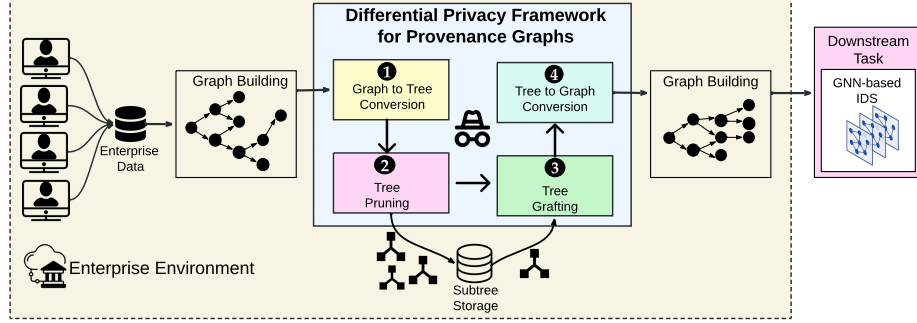 Differential Privacy Framework
for Provenance Graphs
Enterprise
Data
Graph Building
1
Graph to Tree
Conversion
2
Tree
Pruning
3
Tree
Grafting
4
Tree to Graph
Conversion
Subtree
Storage
Graph Building
Downstream
Task
GNN-based
IDS
Enterprise Environment